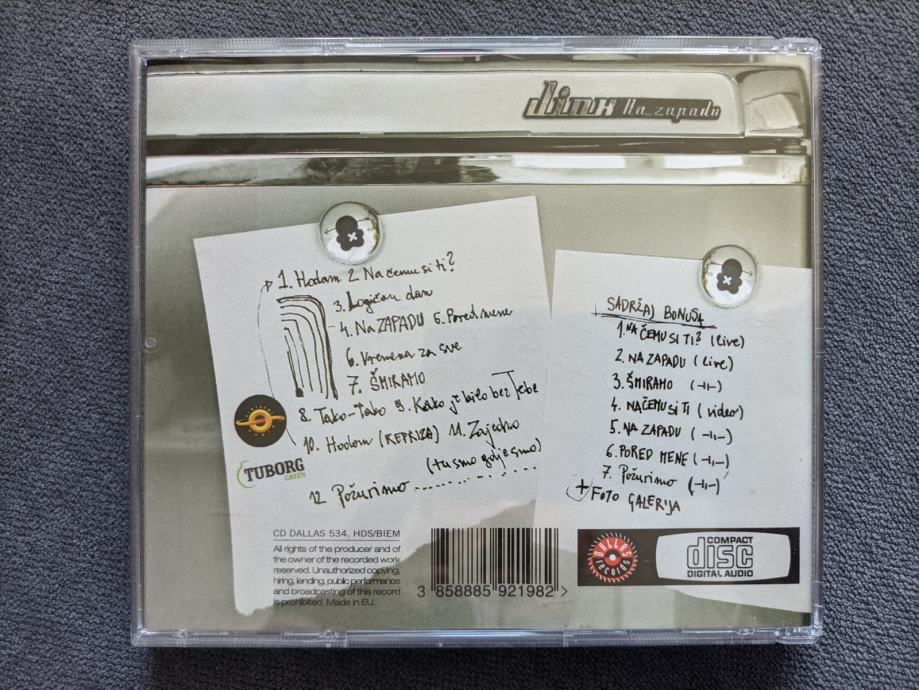 Jinx Na zapadu
1. Hodam 2. Na čemu si ti?
3. Logičan dan
4. Na ZAPADU 5. Pored mene
6. Vremena za sve
7. ŠMIRAMO
8. Tako-Tako 9. Kako je bilo bez Tebe
10. Hodam (REPRIZA) 11. Zajedno
(tu smo gdje smo)
12 Požurimo ..............
TUBORG
GREEN
SADRŽAJ BONUSA
1. NA ČEMU SI TI? (live)
2. NA ZAPADU (live)
3. ŠMIRAMO (-||-)
4. NA ČEMU SI TI (video)
5. NA ZAPADU (-||-)
6. PORED MENE (-||-)
7. Požurimo (-||-)
+ FOTO GALERIJA
CD DALLAS 534, HDS/BIEM
All rights of the producer and of
the owner of the recorded work
reserved. Unauthorized copying,
hiring, lending, public performance
and broadcasting of this record
is prohibited. Made in EU.
3 858885 921982 >
DALLAS
records
COMPACT
disc
DIGITAL AUDIO